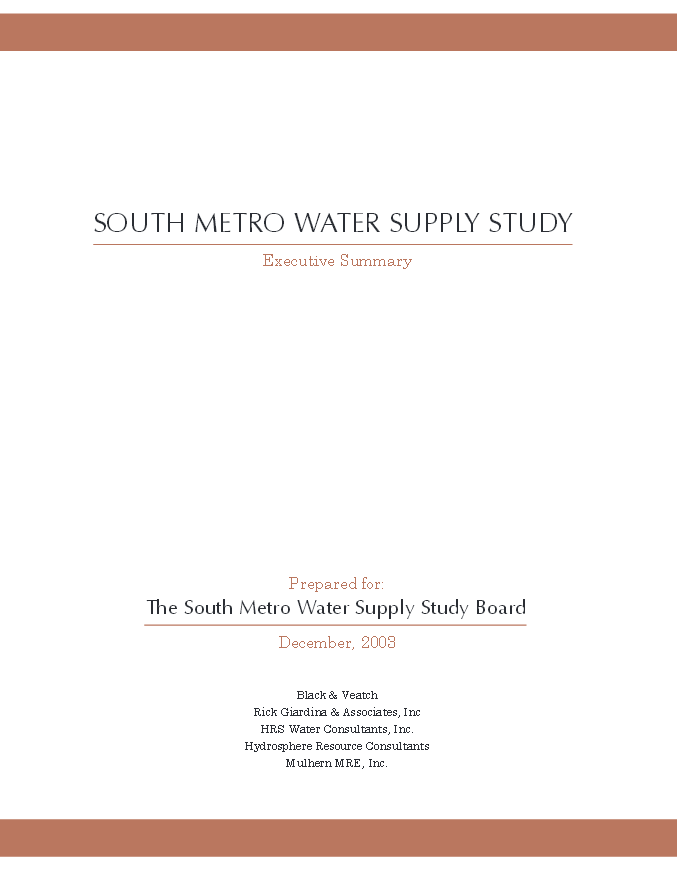 SOUTH METRO WATER SUPPLY STUDY
Executive Summary
Prepared for:
The South Metro Water Supply Study Board
December, 2003
Black & Veatch
Rick Giardina & Associates, Inc
HRS Water Consultants, Inc.
Hydrosphere Resource Consultants
Mulhern MRE, Inc.